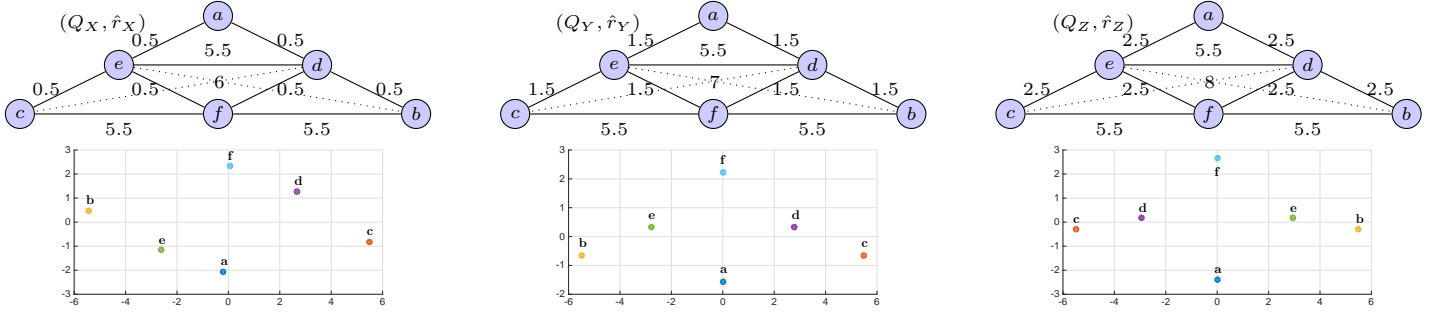 (Q_X, r̂_X) a (Q_Y, r̂_Y) a (Q_Z, r̂_Z) a
0.5 0.5 1.5 1.5 2.5 2.5
5.5 5.5 5.5
e d e d e d
0.5 0.5 6 0.5 0.5 1.5 1.5 7 1.5 1.5 2.5 2.5 8 2.5 2.5
c f b c f b c f b
5.5 5.5 5.5 5.5 5.5 5.5
3 f 3 f 3
2 d 2 f
b 1 e 1 d c 2 d 1 e b
0 e 0 b c 0
-1 a c -1 a -1
-2 -2 a
-3 -2 -3
-6 -4 -2 0 2 4 6 -6 -4 -2 0 2 4 6 -6 -4 -2 0 2 4 6